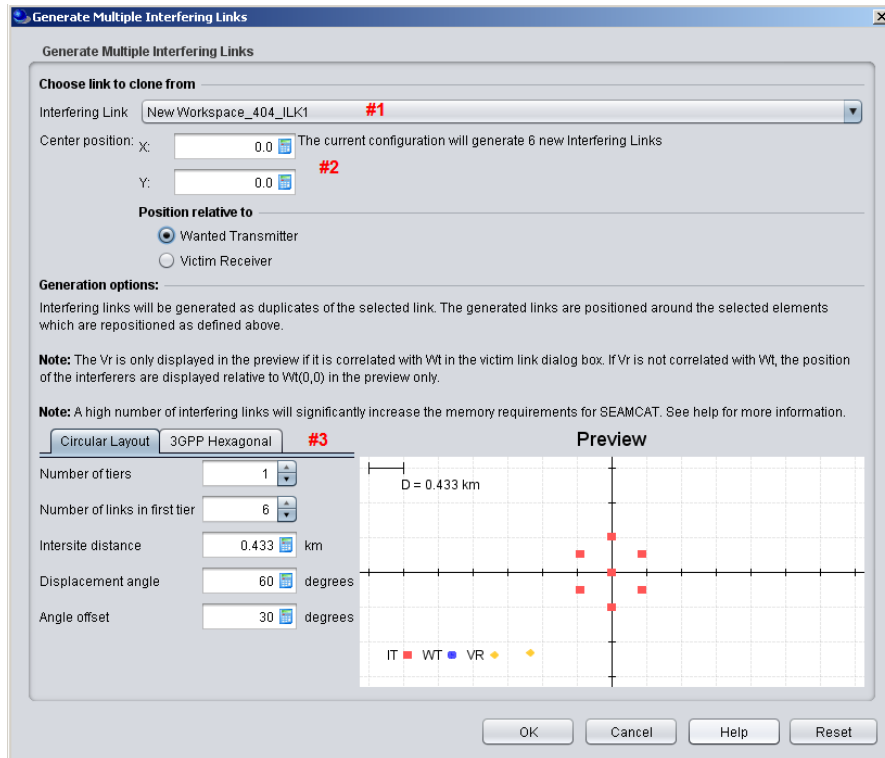 Generate Multiple Interfering Links
Generate Multiple Interfering Links
Choose link to clone from
Interfering Link New Workspace_404_ILK1 #1
Center position: X: 0.0 The current configuration will generate 6 new Interfering Links
#2
Y: 0.0
Position relative to
Wanted Transmitter
Victim Receiver
Generation options:
Interfering links will be generated as duplicates of the selected link. The generated links are positioned around the selected elements
which are repositioned as defined above.
Note: The Vr is only displayed in the preview if it is correlated with Wt in the victim link dialog box. If Vr is not correlated with Wt, the position
of the interferers are displayed relative to Wt(0,0) in the preview only.
Note: A high number of interfering links will significantly increase the memory requirements for SEAMCAT. See help for more information.
Circular Layout 3GPP Hexagonal #3 Preview
Number of tiers 1
D = 0.433 km
Number of links in first tier 6
Intersite distance 0.433 km
Displacement angle 60 degrees
Angle offset 30 degrees
IT WT VR
OK Cancel Help Reset